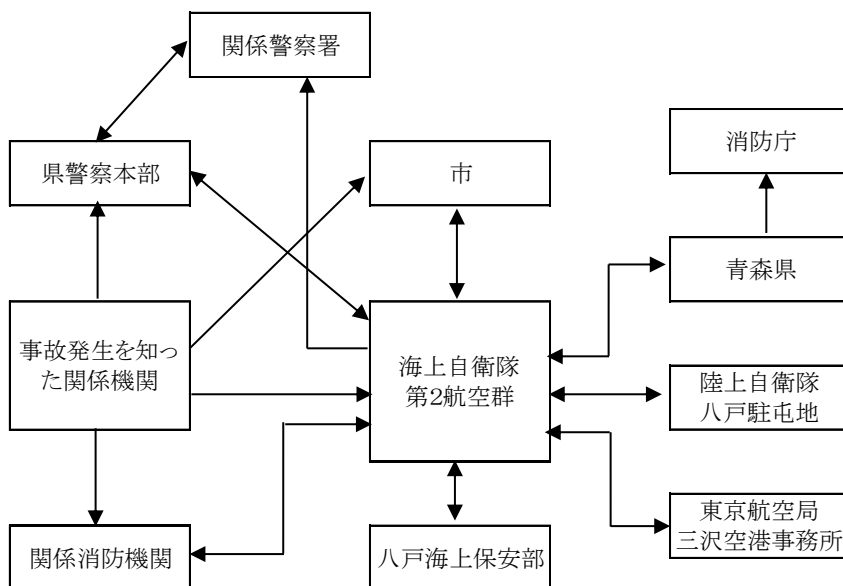 関係警察署
消防庁
県警察本部
市
青森県
事故発生を知っ
た関係機関
海上自衛隊
第2航空群
陸上自衛隊
八戸駐屯地
東京航空局
三沢空港事務所
関係消防機関
八戸海上保安部